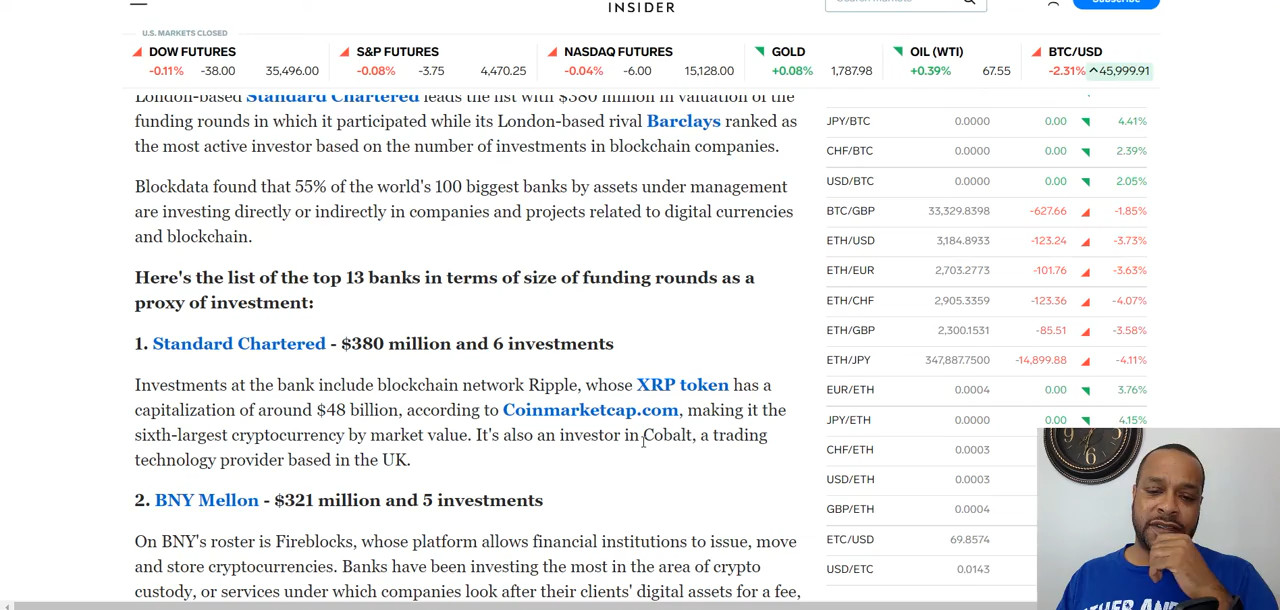 INSIDER
Search markets
Subscribe
U.S. MARKETS CLOSED
DOW FUTURES
-0.11% -38.00 35,496.00
S&P FUTURES
-0.08% -3.75 4,470.25
NASDAQ FUTURES
-0.04% -6.00 15,128.00
GOLD
+0.08% 1,787.98
OIL (WTI)
+0.39% 67.55
BTC/USD
-2.31% 45,999.91
London-based Standard Chartered leads the list with $380 million in valuation of the
funding rounds in which it participated while its London-based rival Barclays ranked as
the most active investor based on the number of investments in blockchain companies.
Blockdata found that 55% of the world's 100 biggest banks by assets under management
are investing directly or indirectly in companies and projects related to digital currencies
and blockchain.
Here's the list of the top 13 banks in terms of size of funding rounds as a
proxy of investment:
1. Standard Chartered - $380 million and 6 investments
Investments at the bank include blockchain network Ripple, whose XRP token has a
capitalization of around $48 billion, according to Coinmarketcap.com, making it the
sixth-largest cryptocurrency by market value. It's also an investor in Cobalt, a trading
technology provider based in the UK.
2. BNY Mellon - $321 million and 5 investments
On BNY's roster is Fireblocks, whose platform allows financial institutions to issue, move
and store cryptocurrencies. Banks have been investing the most in the area of crypto
custody, or services under which companies look after their clients' digital assets for a fee,
JPY/BTC 0.0000 0.00 4.41%
CHF/BTC 0.0000 0.00 2.39%
USD/BTC 0.0000 0.00 2.05%
BTC/GBP 33,329.8398 -627.66 -1.85%
ETH/USD 3,184.8933 -123.24 -3.73%
ETH/EUR 2,703.2773 -101.76 -3.63%
ETH/CHF 2,905.3359 -123.36 -4.07%
ETH/GBP 2,300.1531 -85.51 -3.58%
ETH/JPY 347,887.7500 -14,899.88 -4.11%
EUR/ETH 0.0004 0.00 3.76%
JPY/ETH 0.0000 0.00 4.15%
CHF/ETH 0.0003
USD/ETH 0.0003
GBP/ETH 0.0004
ETC/USD 69.8574
USD/ETC 0.0143